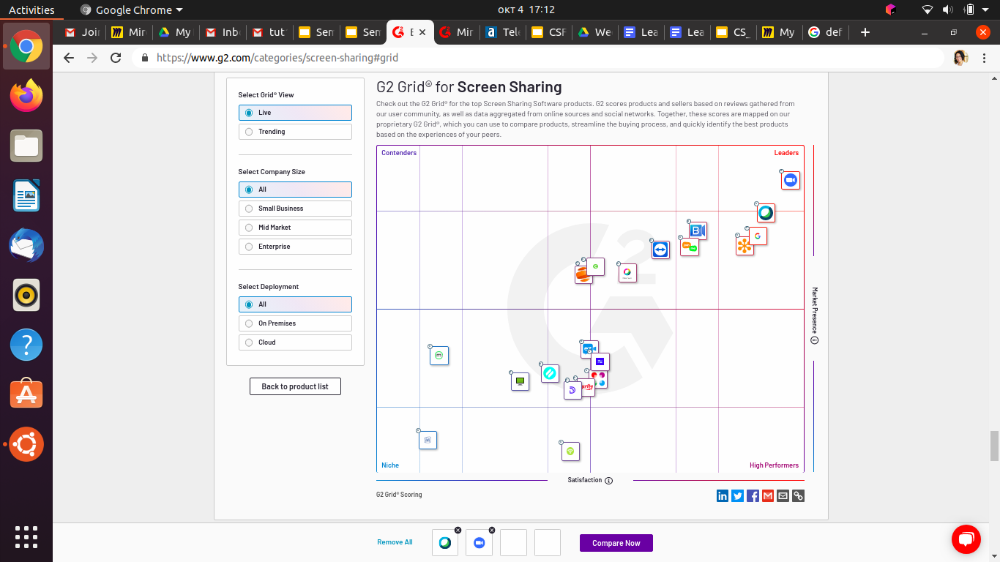 Activities
Google Chrome
окт 4 17:12
Joi
Mir
My
Inb
tut
Sem
Sem
Mir
Tele
CSF
We
Lea
Lea
CS_
My
def
https://www.g2.com/categories/screen-sharing#grid
Select Grid® View
Live
Trending
Select Company Size
All
Small Business
Mid Market
Enterprise
Select Deployment
All
On Premises
Cloud
Back to product list
G2 Grid® for Screen Sharing
Check out the G2 Grid® for the top Screen Sharing Software products. G2 scores products and sellers based on reviews gathered from
our user community, as well as data aggregated from online sources and social networks. Together, these scores are mapped on our
proprietary G2 Grid®, which you can use to compare products, streamline the buying process, and quickly identify the best products
based on the experiences of your peers.
Contenders
Leaders
Market Presence
Niche
High Performers
Satisfaction
G2 Grid® Scoring
Remove All
Compare Now